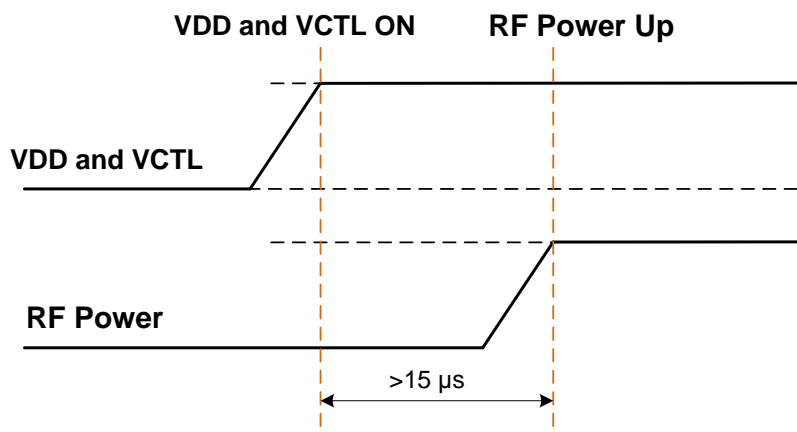 VDD and VCTL ON
RF Power Up
VDD and VCTL
RF Power
>15 µs